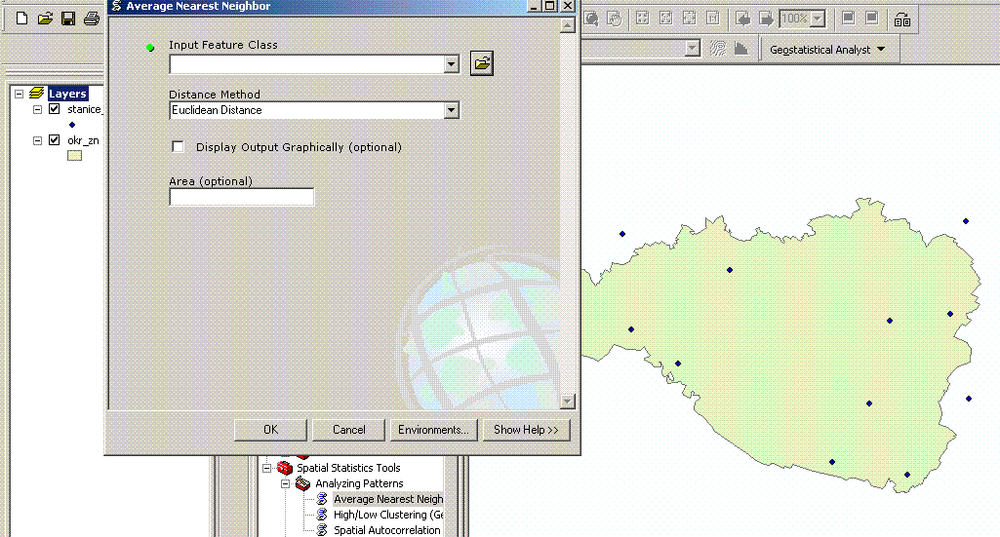 Average Nearest Neighbor
100%
Input Feature Class
Geostatistical Analyst
Layers
Distance Method
stanice_
Euclidean Distance
okr_zn
Display Output Graphically (optional)
Area (optional)
OK
Cancel
Environments...
Show Help >>
Spatial Statistics Tools
Analyzing Patterns
Average Nearest Neigh
High/Low Clustering (Ge
Spatial Autocorrelation